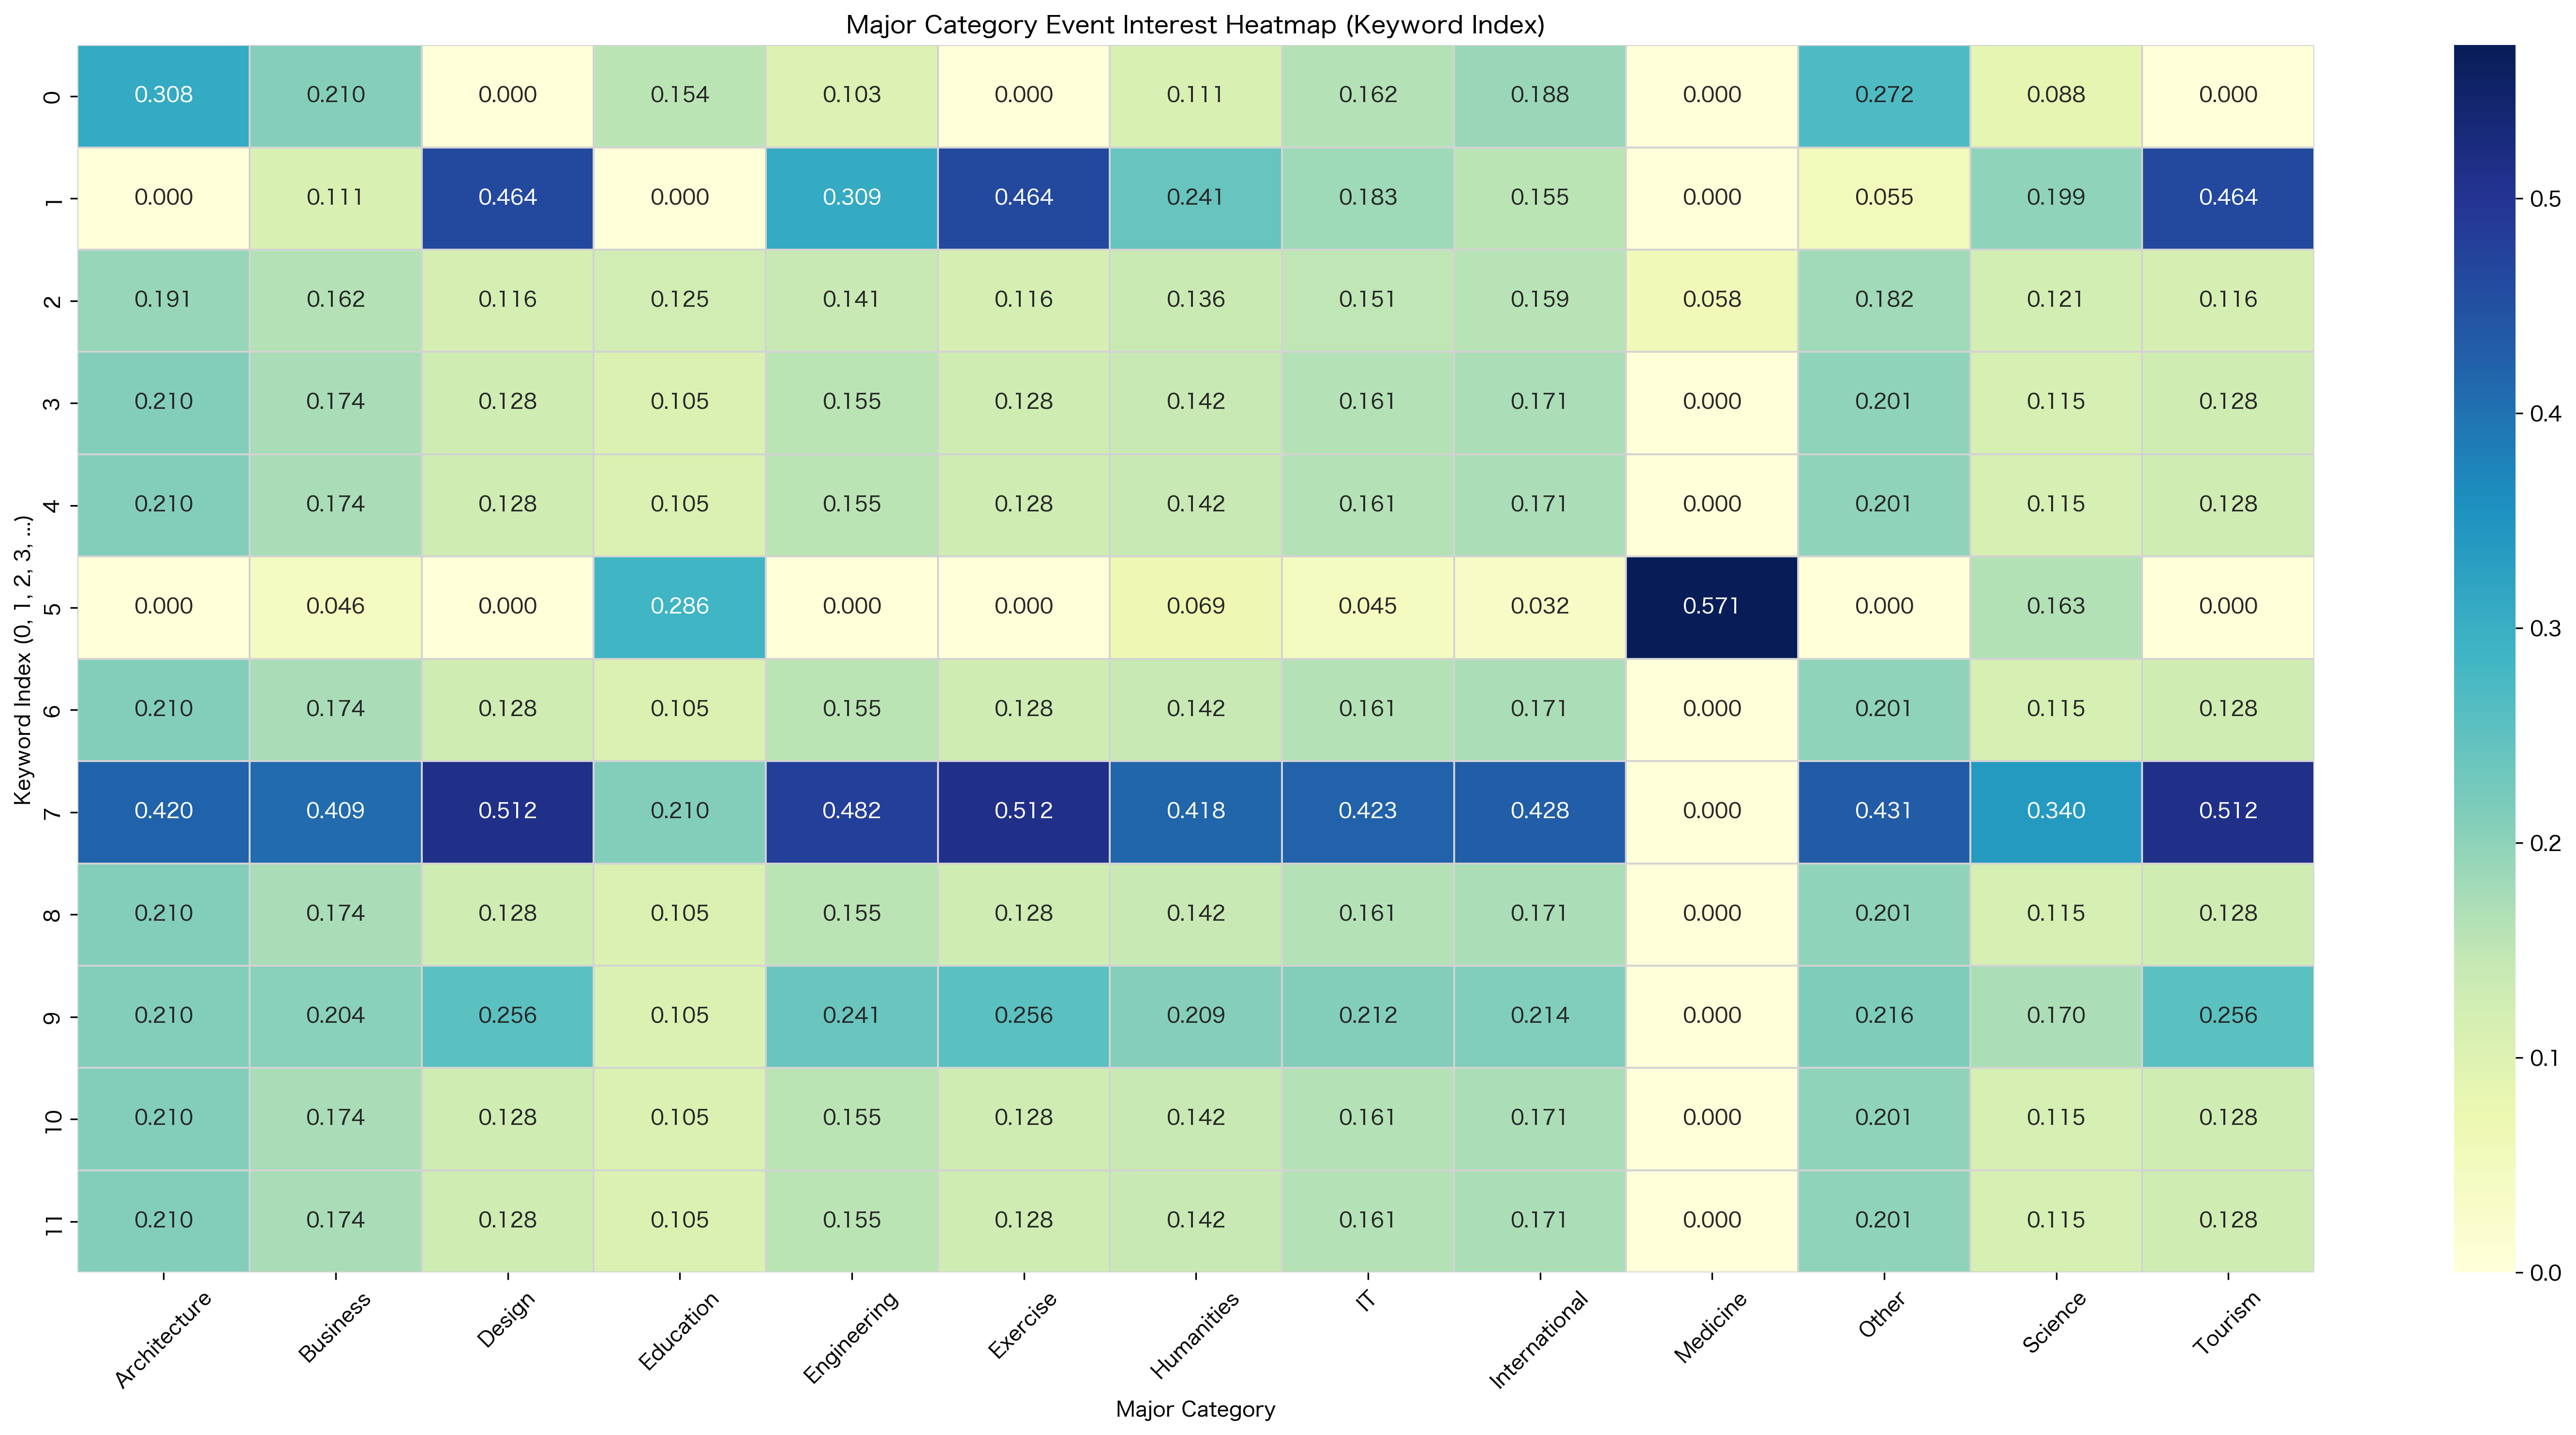 Major Category Event Interest Heatmap (Keyword Index)
Keyword Index (0, 1, 2, 3, ...)
0 0.308 0.210 0.000 0.154 0.103 0.000 0.111 0.162 0.188 0.000 0.272 0.088 0.000
1 0.000 0.111 0.464 0.000 0.309 0.464 0.241 0.183 0.155 0.000 0.055 0.199 0.464
2 0.191 0.162 0.116 0.125 0.141 0.116 0.136 0.151 0.159 0.058 0.182 0.121 0.116
3 0.210 0.174 0.128 0.105 0.155 0.128 0.142 0.161 0.171 0.000 0.201 0.115 0.128
4 0.210 0.174 0.128 0.105 0.155 0.128 0.142 0.161 0.171 0.000 0.201 0.115 0.128
5 0.000 0.046 0.000 0.286 0.000 0.000 0.069 0.045 0.032 0.571 0.000 0.163 0.000
6 0.210 0.174 0.128 0.105 0.155 0.128 0.142 0.161 0.171 0.000 0.201 0.115 0.128
7 0.420 0.409 0.512 0.210 0.482 0.512 0.418 0.423 0.428 0.000 0.431 0.340 0.512
8 0.210 0.174 0.128 0.105 0.155 0.128 0.142 0.161 0.171 0.000 0.201 0.115 0.128
9 0.210 0.204 0.256 0.105 0.241 0.256 0.209 0.212 0.214 0.000 0.216 0.170 0.256
10 0.210 0.174 0.128 0.105 0.155 0.128 0.142 0.161 0.171 0.000 0.201 0.115 0.128
11 0.210 0.174 0.128 0.105 0.155 0.128 0.142 0.161 0.171 0.000 0.201 0.115 0.128
Architecture Business Design Education Engineering Exercise Humanities IT International Medicine Other Science Tourism
Major Category
0.5
0.4
0.3
0.2
0.1
0.0